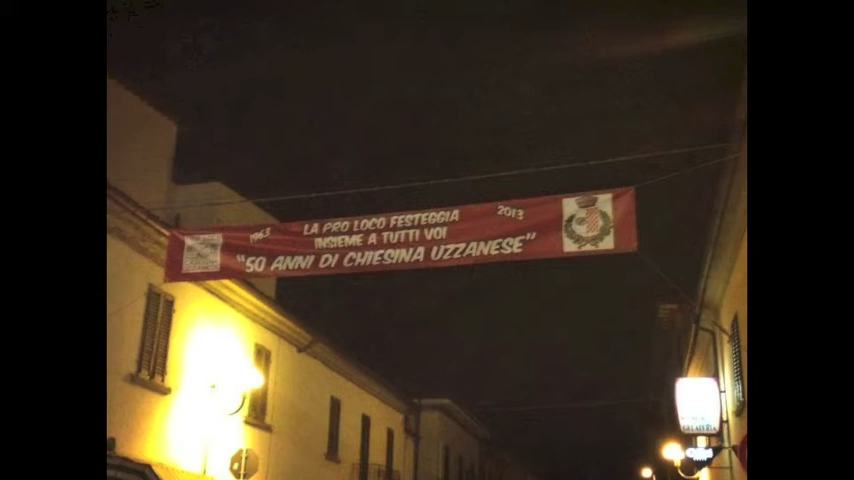 1963 LA PRO LOCO FESTEGGIA 2013
INSIEME A TUTTI VOI
"50 ANNI DI CHIESINA UZZANESE"
GELATERIA